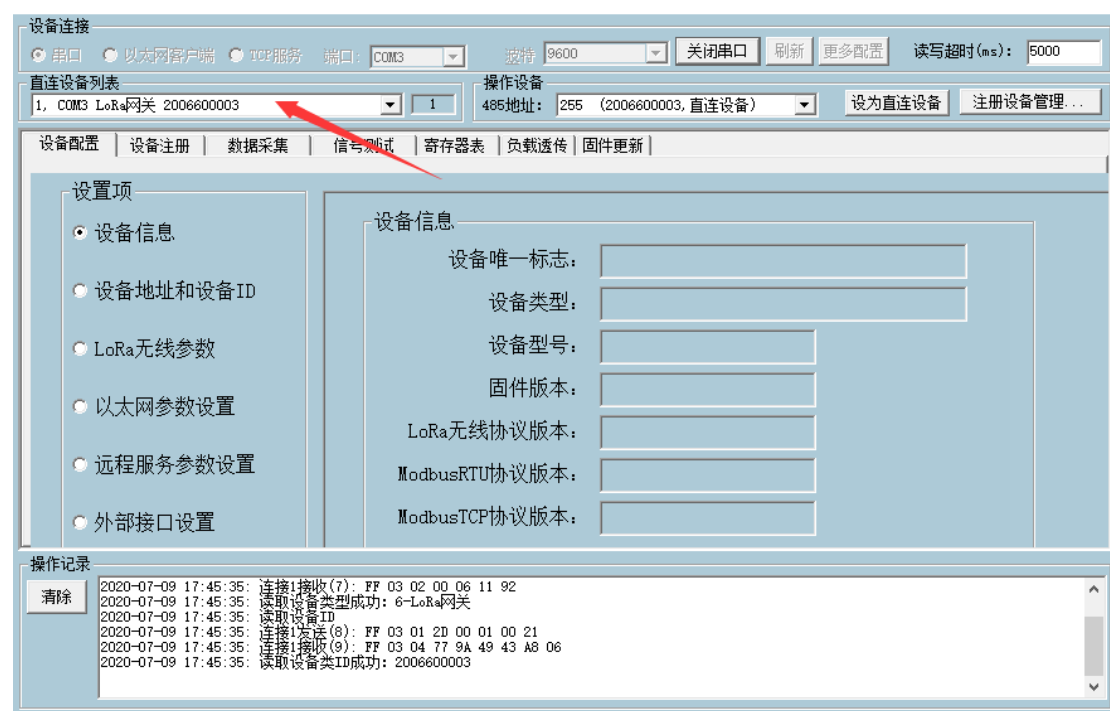 设备连接
串口 以太网客户端 TCP服务 端口: COM3 波特 9600 关闭串口 刷新 更多配置 读写超时(ms): 5000
直连设备列表 操作设备
1, COM3 LoRa网关 2006600003 1 485地址: 255 (2006600003,直连设备) 设为直连设备 注册设备管理...
设备配置 设备注册 数据采集 信号测试 寄存器表 负载透传 固件更新
设置项
设备信息
设备地址和设备ID
LoRa无线参数
以太网参数设置
远程服务参数设置
外部接口设置
设备信息
设备唯一标志:
设备类型:
设备型号:
固件版本:
LoRa无线协议版本:
ModbusRTU协议版本:
ModbusTCP协议版本:
操作记录
清除
2020-07-09 17:45:35: 连接1接收(7): FF 03 02 00 06 11 92
2020-07-09 17:45:35: 读取设备类型成功: 6-LoRa网关
2020-07-09 17:45:35: 读取设备ID
2020-07-09 17:45:35: 连接1发送(8): FF 03 01 2D 00 01 00 21
2020-07-09 17:45:35: 连接1接收(9): FF 03 04 77 9A 49 43 A8 06
2020-07-09 17:45:35: 读取设备类ID成功: 2006600003